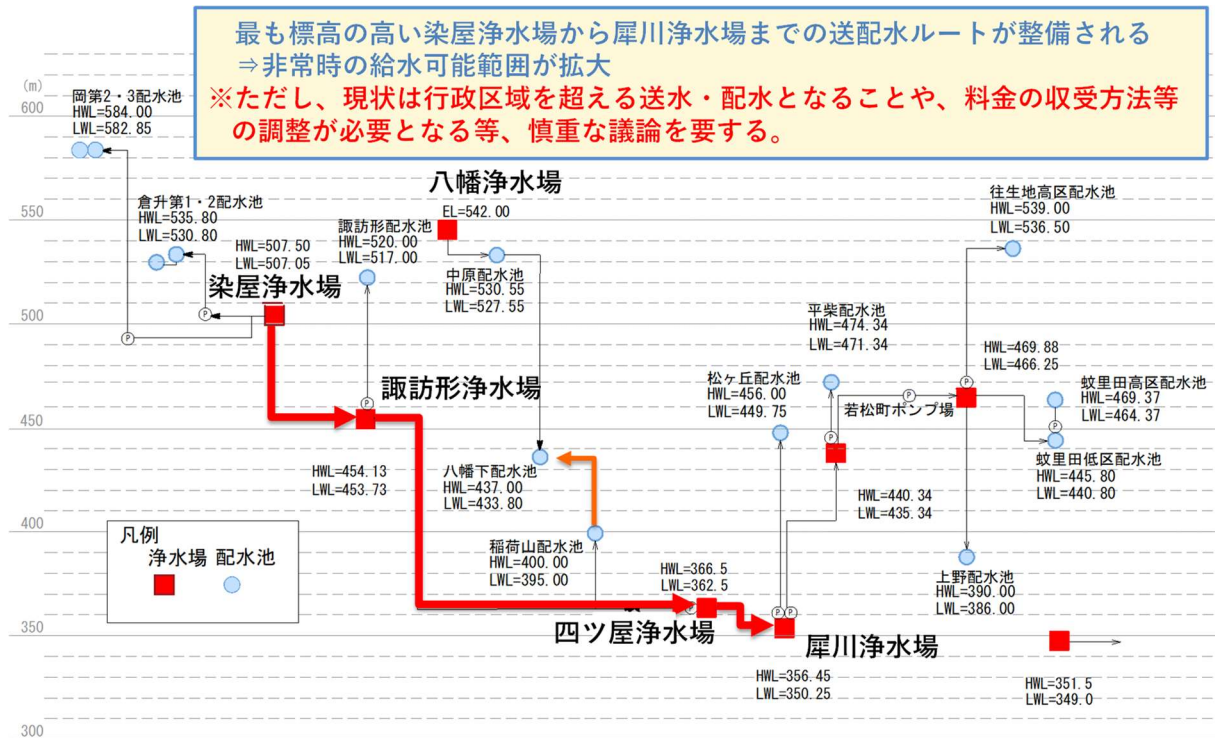 最も標高の高い染屋浄水場から犀川浄水場までの送配水ルートが整備される
⇒非常時の給水可能範囲が拡大
※ただし、現状は行政区域を超える送水・配水となることや、料金の収受方法等
の調整が必要となる等、慎重な議論を要する。
(m)
600
550
500
450
400
350
300
岡第2・3配水池
HWL=584.00
LWL=582.85
倉升第1・2配水池
HWL=535.80
LWL=530.80
HWL=507.50
LWL=507.05
染屋浄水場
諏訪形配水池
HWL=520.00
LWL=517.00
八幡浄水場
EL=542.00
中原配水池
HWL=530.55
LWL=527.55
往生地高区配水池
HWL=539.00
LWL=536.50
平柴配水池
HWL=474.34
LWL=471.34
HWL=469.88
LWL=466.25
諏訪形浄水場
HWL=454.13
LWL=453.73
松ヶ丘配水池
HWL=456.00
LWL=449.75
若松町ポンプ場
蚊里田高区配水池
HWL=469.37
LWL=464.37
蚊里田低区配水池
HWL=445.80
LWL=440.80
八幡下配水池
HWL=437.00
LWL=433.80
HWL=440.34
LWL=435.34
稲荷山配水池
HWL=400.00
LWL=395.00
HWL=366.5
LWL=362.5
上野配水池
HWL=390.00
LWL=386.00
四ツ屋浄水場
犀川浄水場
HWL=356.45
LWL=350.25
HWL=351.5
LWL=349.0
凡例
浄水場 配水池
P
P
P
P
P
P
P
P
P
P
P